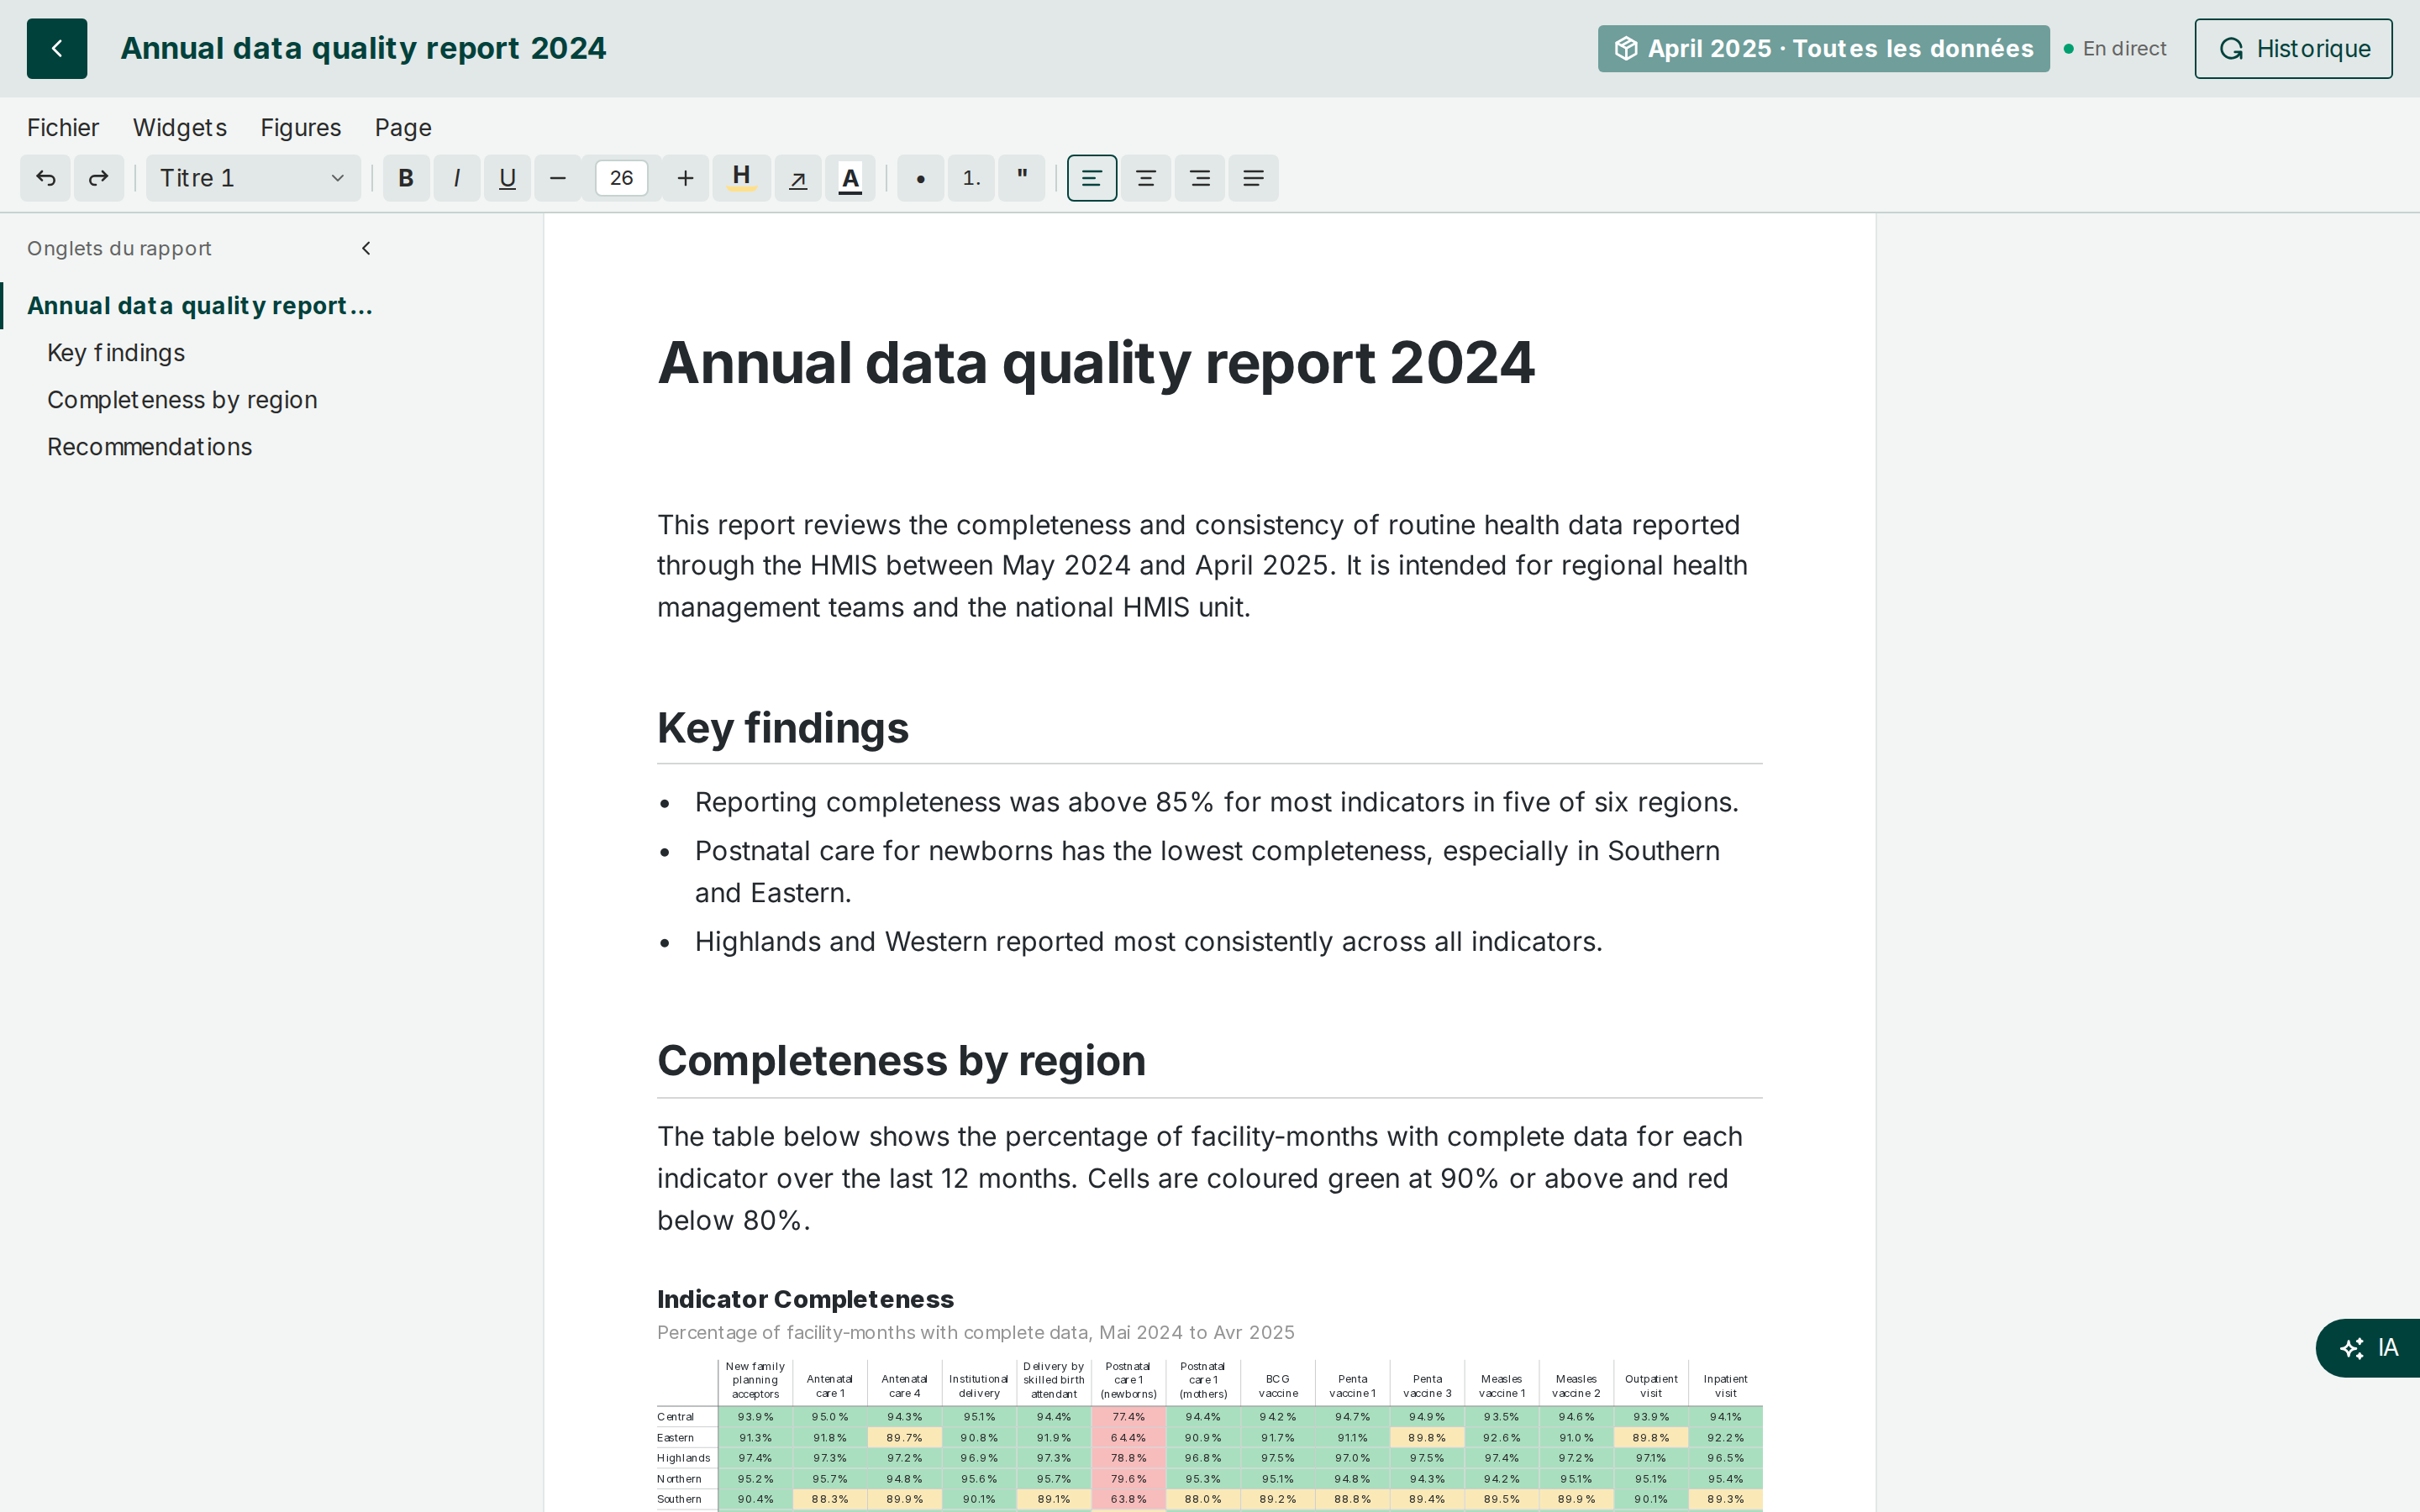 Annual data quality report 2024
April 2025 · Toutes les données
En direct
Historique
Fichier Widgets Figures Page
Titre 1
B I U − 26 + H A • 1. "
Onglets du rapport
Annual data quality report...
Key findings
Completeness by region
Recommendations
Annual data quality report 2024
This report reviews the completeness and consistency of routine health data reported
through the HMIS between May 2024 and April 2025. It is intended for regional health
management teams and the national HMIS unit.
Key findings
• Reporting completeness was above 85% for most indicators in five of six regions.
• Postnatal care for newborns has the lowest completeness, especially in Southern
and Eastern.
• Highlands and Western reported most consistently across all indicators.
Completeness by region
The table below shows the percentage of facility-months with complete data for each
indicator over the last 12 months. Cells are coloured green at 90% or above and red
below 80%.
Indicator Completeness
Percentage of facility-months with complete data, Mai 2024 to Avr 2025
New family planning acceptors
Antenatal care 1
Antenatal care 4
Institutional delivery
Delivery by skilled birth attendant
Postnatal care 1 (newborns)
Postnatal care 1 (mothers)
BCG vaccine
Penta vaccine 1
Penta vaccine 3
Measles vaccine 1
Measles vaccine 2
Outpatient visit
Inpatient visit
Central 93.9% 95.0% 94.3% 95.1% 94.4% 77.4% 94.4% 94.2% 94.7% 94.9% 93.5% 94.6% 93.9% 94.1%
Eastern 91.3% 91.8% 89.7% 90.8% 91.9% 64.4% 90.9% 91.7% 91.1% 89.8% 92.6% 91.0% 89.8% 92.2%
Highlands 97.4% 97.3% 97.2% 96.9% 97.3% 78.8% 96.8% 97.5% 97.0% 97.5% 97.4% 97.2% 97.1% 96.5%
Northern 95.2% 95.7% 94.8% 95.6% 95.7% 79.6% 95.3% 95.1% 94.8% 94.3% 94.2% 95.1% 95.1% 95.4%
Southern 90.4% 88.3% 89.9% 90.1% 89.1% 63.8% 88.0% 89.2% 88.8% 89.4% 89.5% 89.9% 90.1% 89.3%
IA